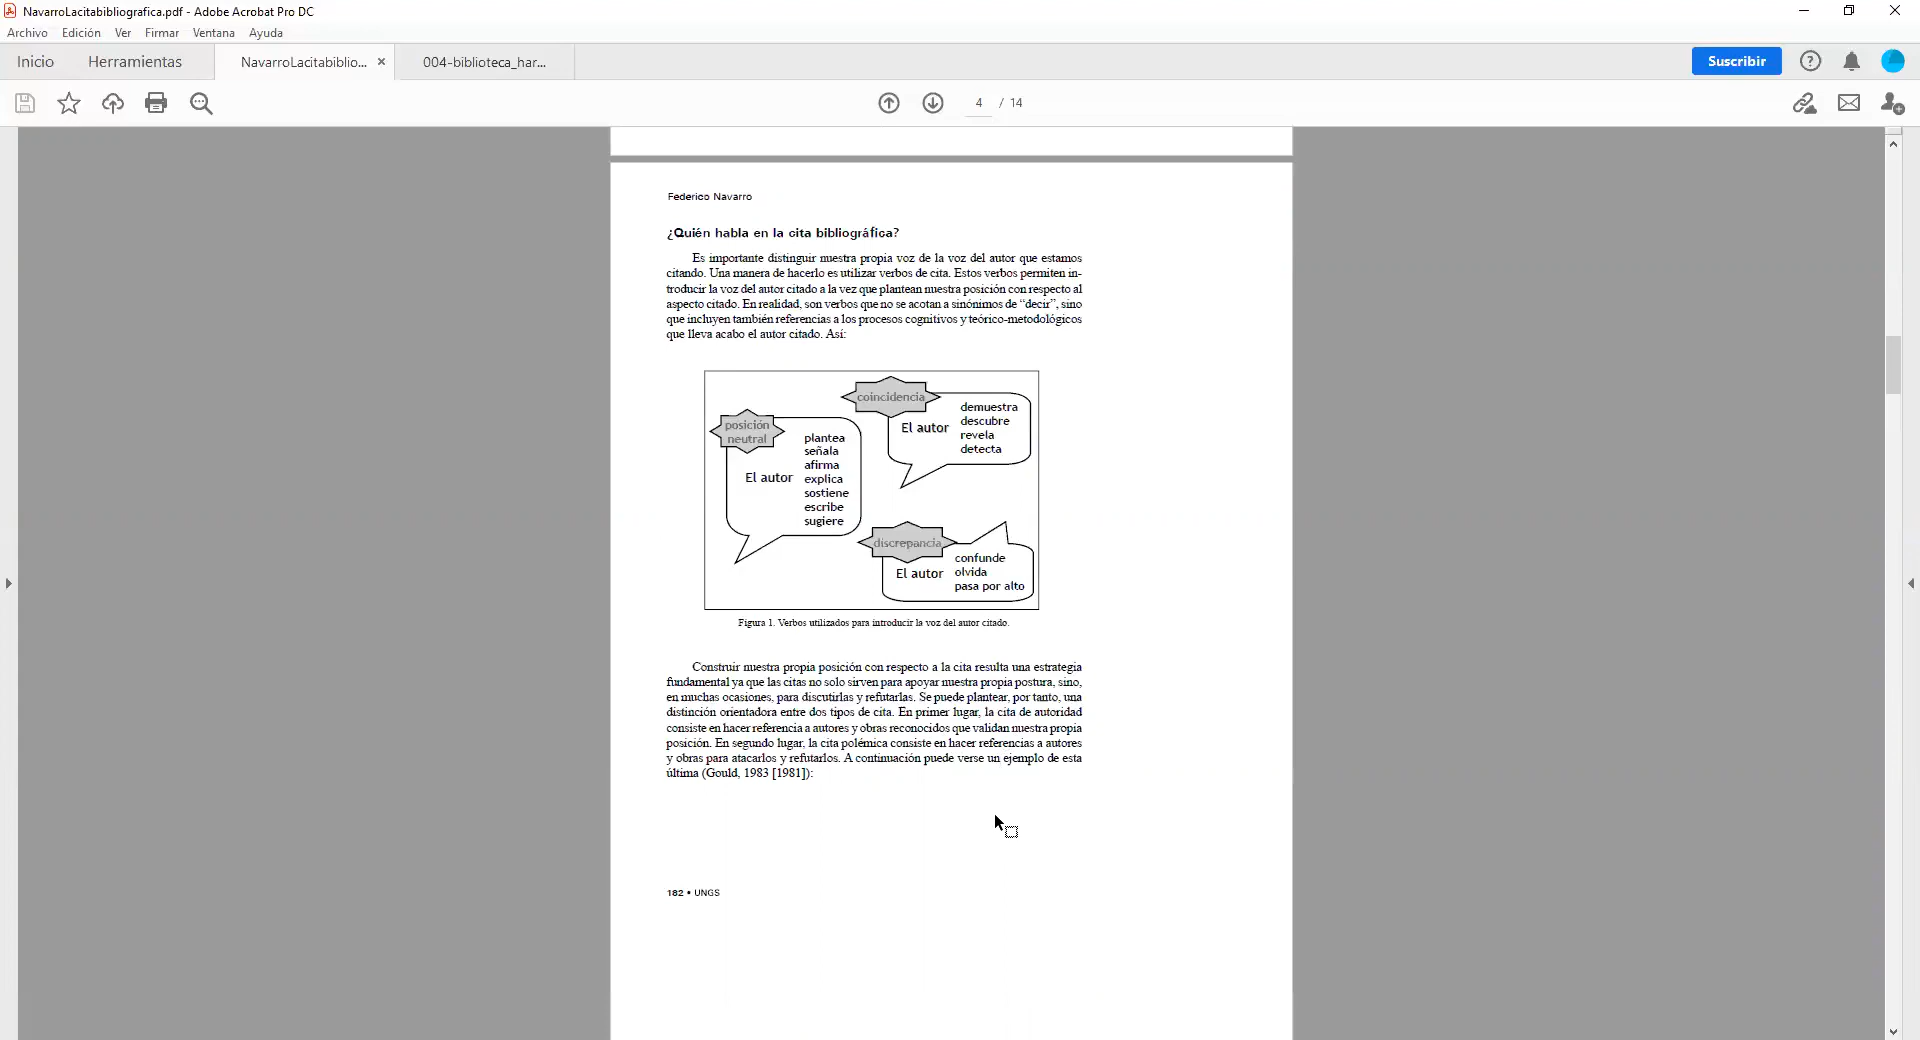 NavarroLacitabibliografica.pdf - Adobe Acrobat Pro DC
Archivo Edición Ver Firmar Ventana Ayuda
Inicio Herramientas NavarroLacitabiblio... × 004-biblioteca_har... Suscribir
4 / 14
Federico Navarro
¿Quién habla en la cita bibliográfica?
Es importante distinguir nuestra propia voz de la voz del autor que estamos
citando. Una manera de hacerlo es utilizar verbos de cita. Estos verbos permiten in-
troducir la voz del autor citado a la vez que plantean nuestra posición con respecto al
aspecto citado. En realidad, son verbos que no se acotan a sinónimos de “decir”, sino
que incluyen también referencias a los procesos cognitivos y teórico-metodológicos
que lleva acabo el autor citado. Así:
posición
neutral
El autor
plantea
señala
afirma
explica
sostiene
escribe
sugiere
coincidencia
El autor
demuestra
descubre
revela
detecta
discrepancia
El autor
confunde
olvida
pasa por alto
Figura 1. Verbos utilizados para introducir la voz del autor citado.
Construir nuestra propia posición con respecto a la cita resulta una estrategia
fundamental ya que las citas no solo sirven para apoyar nuestra propia postura, sino,
en muchas ocasiones, para discutirlas y refutarlas. Se puede plantear, por tanto, una
distinción orientadora entre dos tipos de cita. En primer lugar, la cita de autoridad
consiste en hacer referencia a autores y obras reconocidos que validan nuestra propia
posición. En segundo lugar, la cita polémica consiste en hacer referencias a autores
y obras para atacarlos y refutarlos. A continuación puede verse un ejemplo de esta
última (Gould, 1983 [1981]):
182 • UNGS